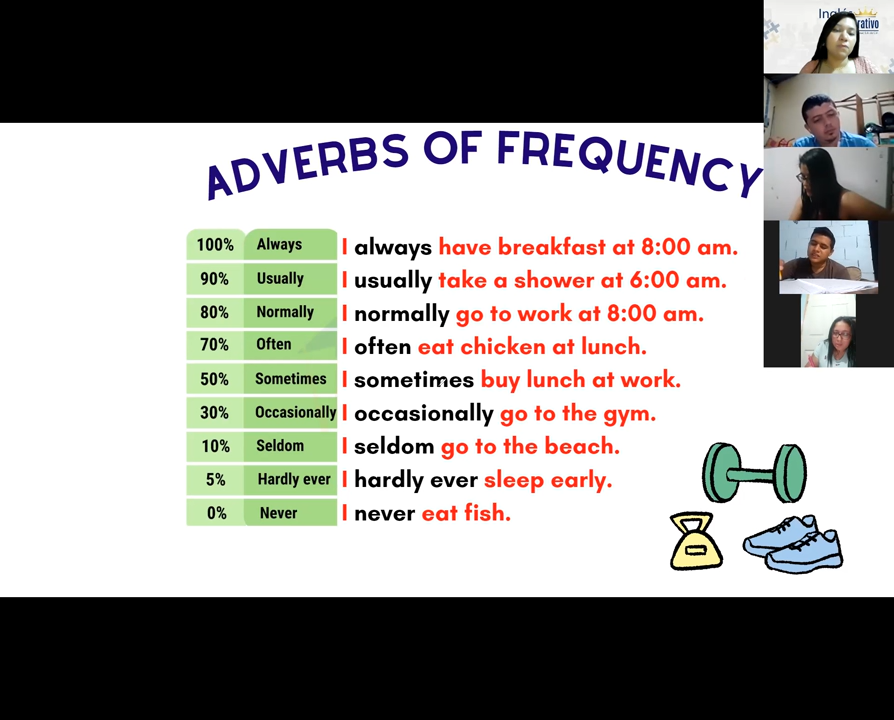 ADVERBS OF FREQUENCY
100% Always I always have breakfast at 8:00 am.
90% Usually I usually take a shower at 6:00 am.
80% Normally I normally go to work at 8:00 am.
70% Often I often eat chicken at lunch.
50% Sometimes I sometimes buy lunch at work.
30% Occasionally I occasionally go to the gym.
10% Seldom I seldom go to the beach.
5% Hardly ever I hardly ever sleep early.
0% Never I never eat fish.